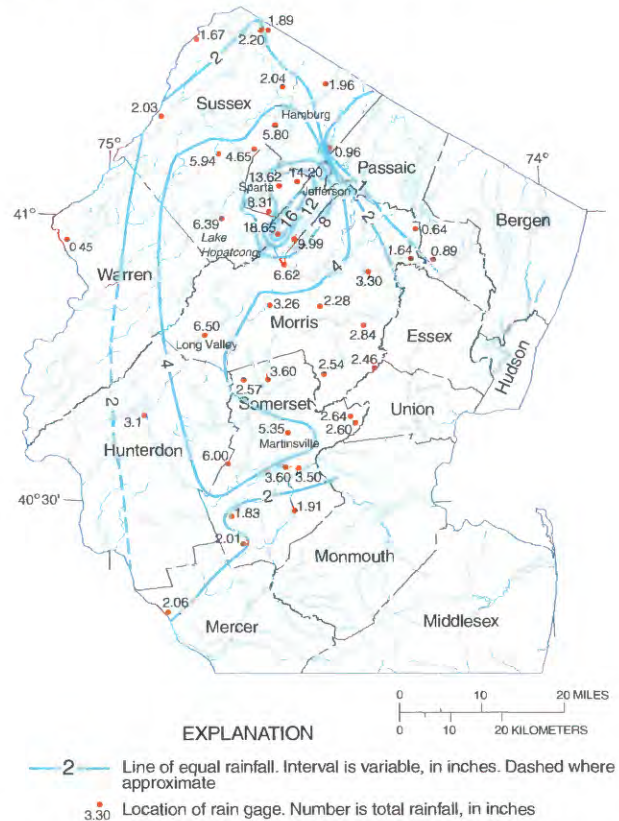 1.89
1.67
2.20
2
2.04
1.96
Sussex
2.03
Hamburg
5.80
75°
5.94
4.65
0.96
74°
Passaic
13.62
14.20
Sparta
Jefferson
1
41°
8.31
12
2
Bergen
6.39
16
8
0.64
18.65
Lake
Hopatcong
9.99
0.45
1.64
0.89
Warren
6.62
4
3.30
3.26
2.28
Morris
Essex
6.50
2.84
Long Valley
Hudson
4
2.46
3.60
2.54
2.57
2
Somerset
Union
3.1
2.64
2.60
5.35
Hunterdon
Martinsville
6.00
3.60
3.50
40°30'
2
1.91
1.83
2.01
Monmouth
2.06
Mercer
Middlesex
0 10 20 MILES
0 10 20 KILOMETERS
EXPLANATION
2 Line of equal rainfall. Interval is variable, in inches. Dashed where
approximate
3.30 Location of rain gage. Number is total rainfall, in inches